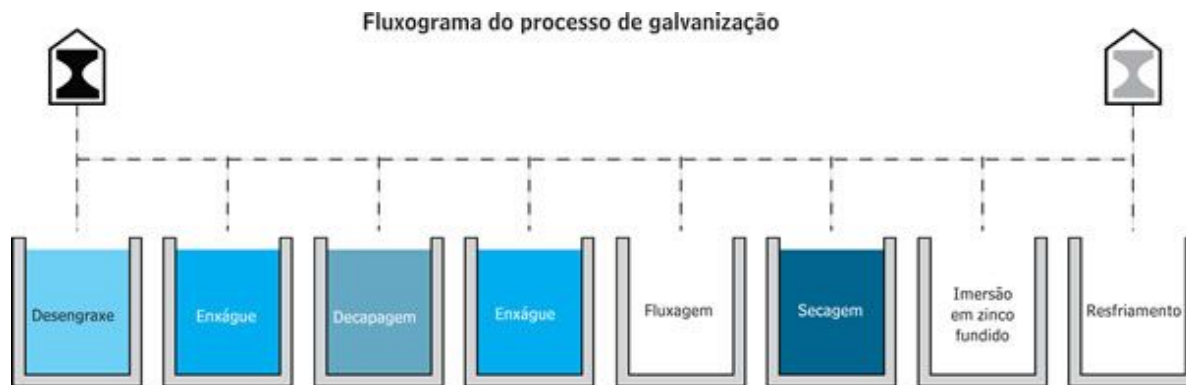 Fluxograma do processo de galvanização
Desengraxe
Enxágue
Decapagem
Enxágue
Fluxagem
Secagem
Imersão
em zinco
fundido
Resfriamento